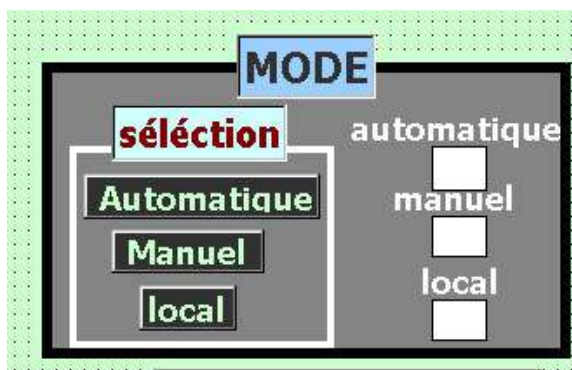 MODE
séléction
Automatique
Manuel
local
automatique
manuel
local